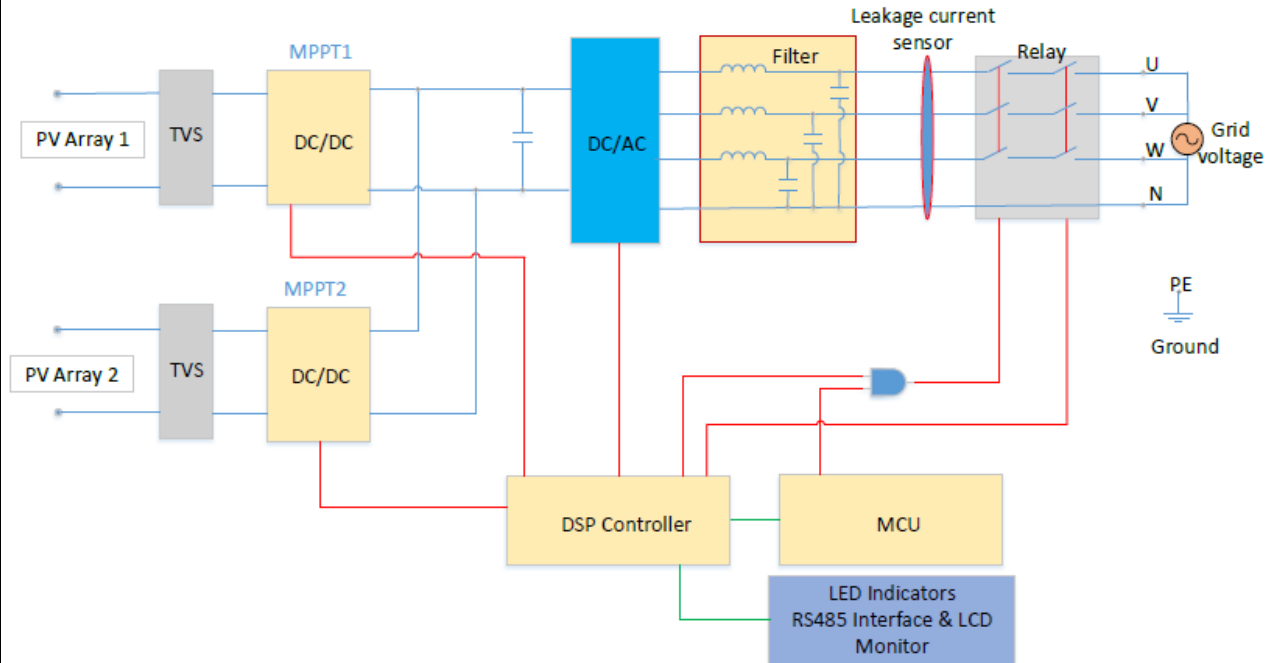 Leakage current
sensor
MPPT1
Filter
Relay
U
PV Array 1
TVS
DC/DC
DC/AC
V
Grid
voltage
W
N
MPPT2
PE
Ground
PV Array 2
TVS
DC/DC
DSP Controller
MCU
LED Indicators
RS485 Interface & LCD
Monitor